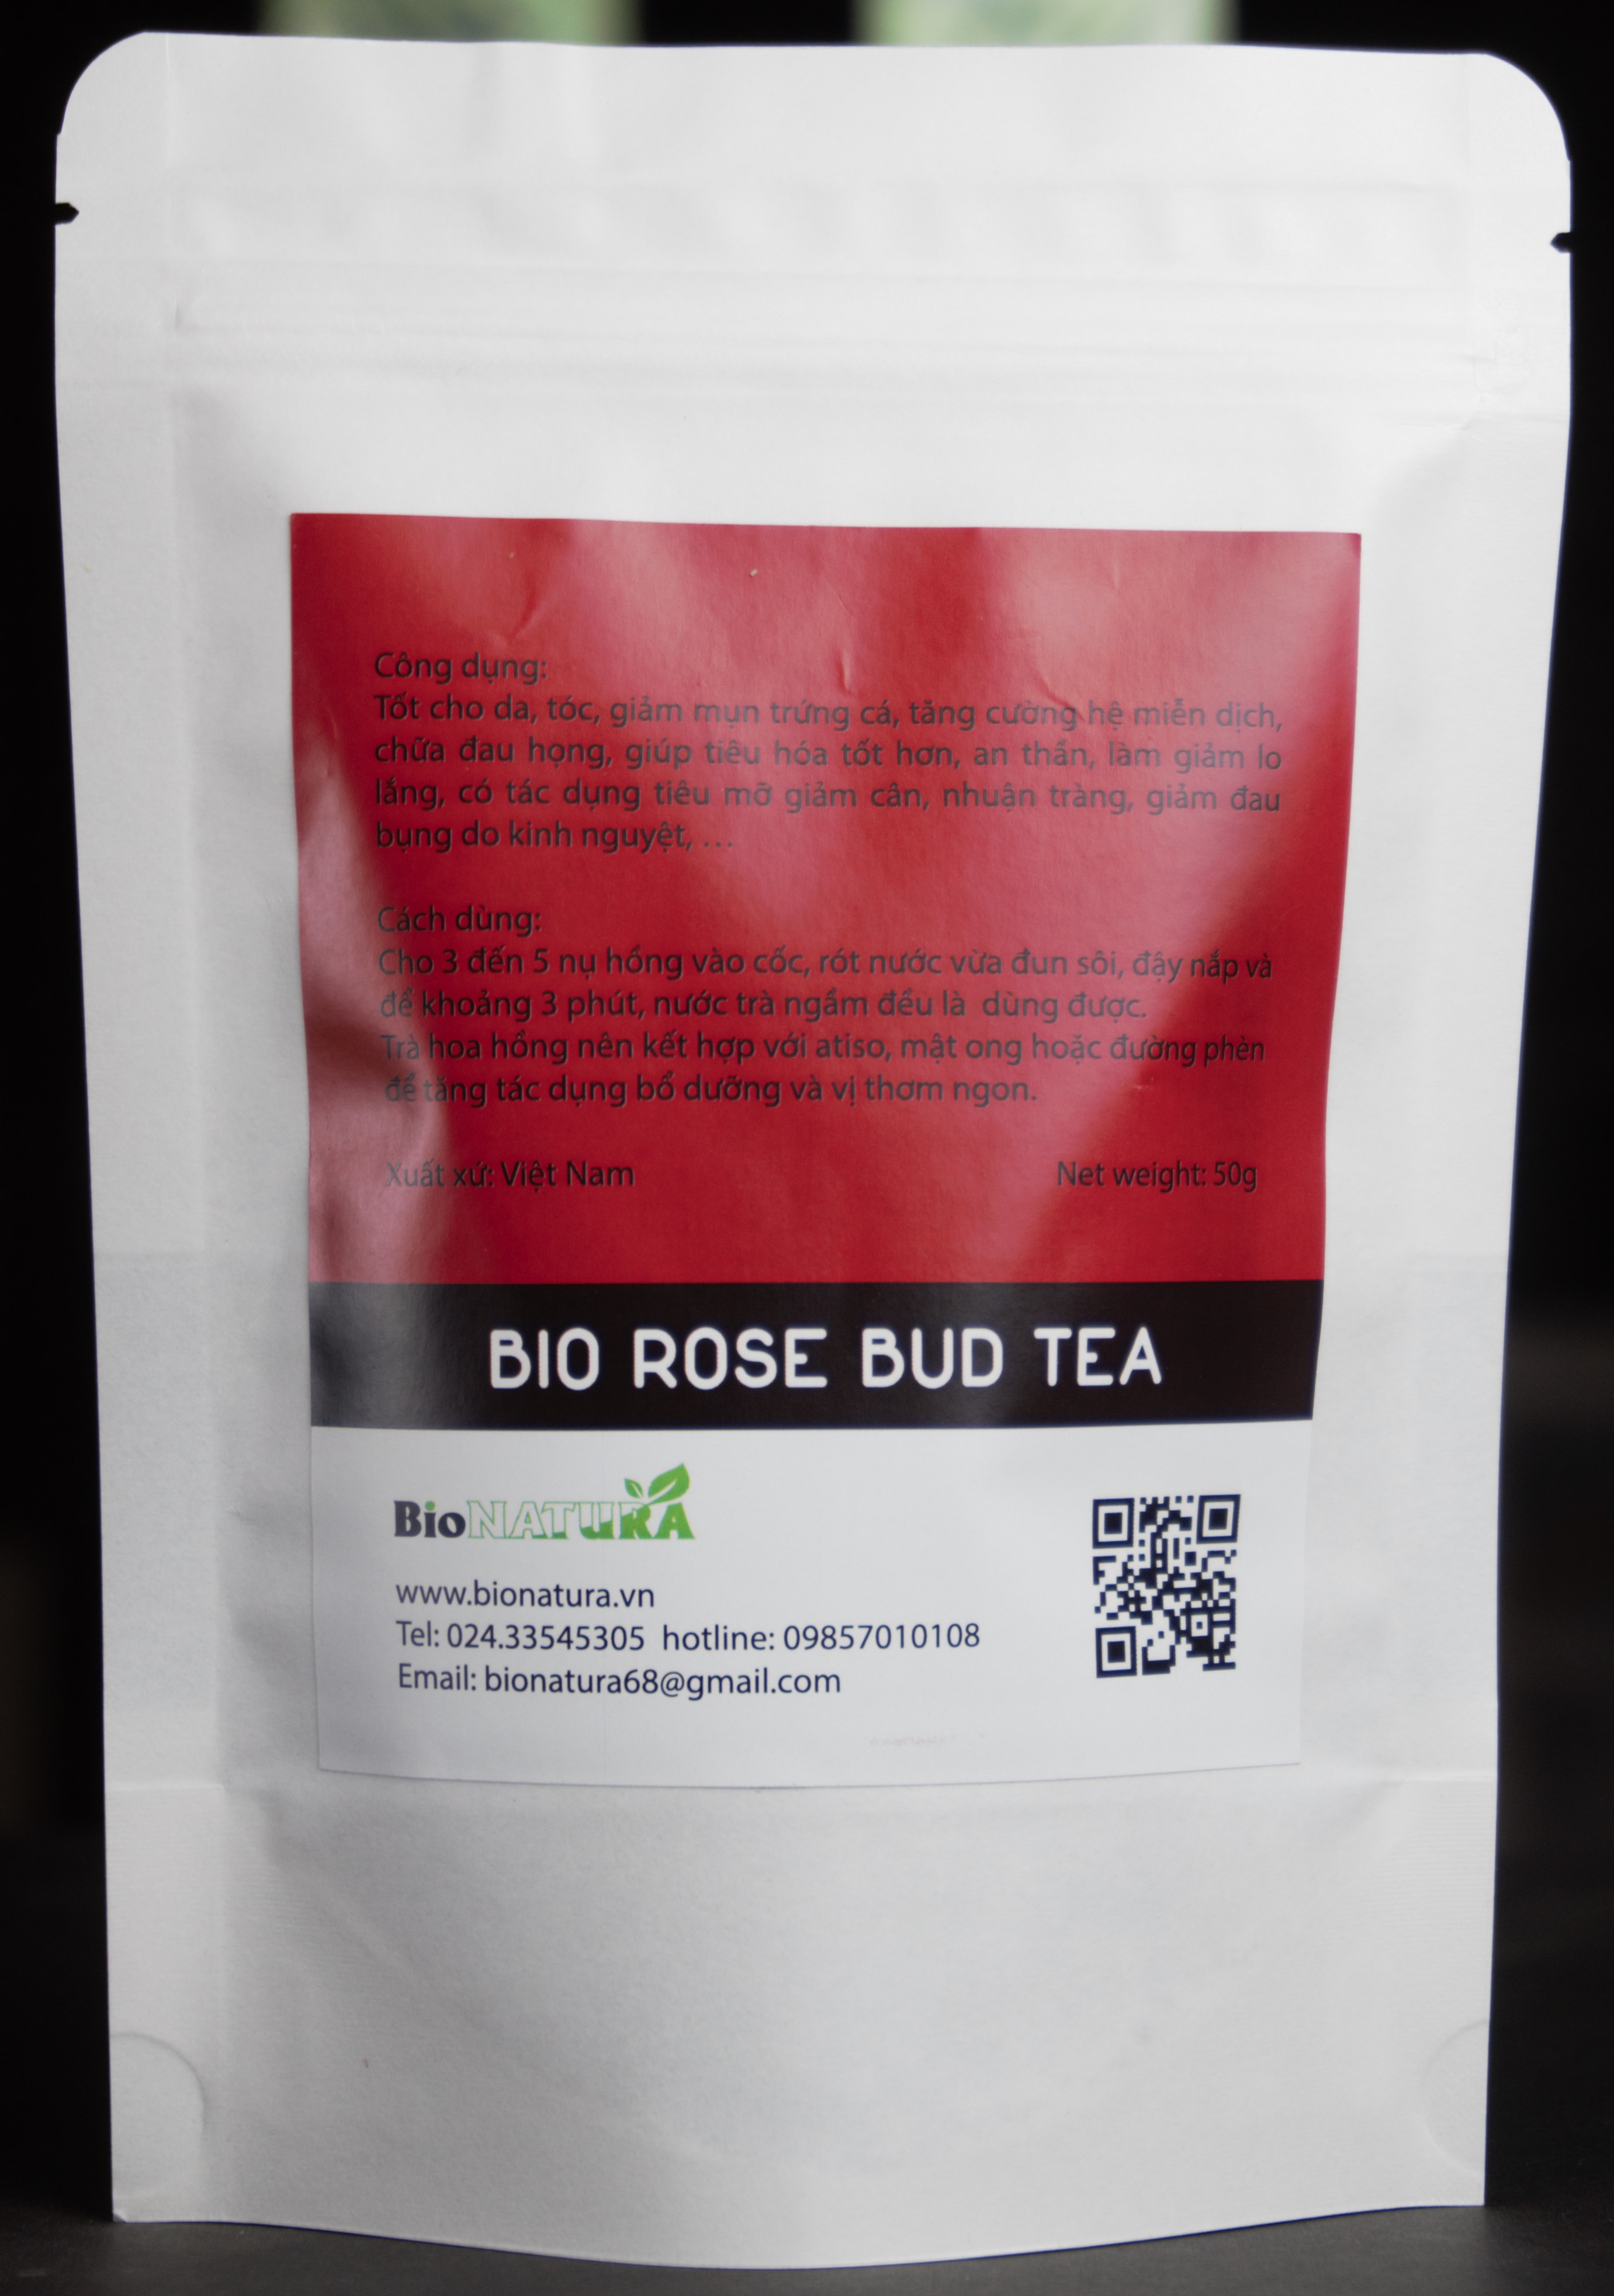 Công dụng:
Tốt cho da, tóc, giảm mụn trứng cá, tăng cường hệ miễn dịch,
chữa đau họng, giúp tiêu hóa tốt hơn, an thần, làm giảm lo
lắng, có tác dụng tiêu mỡ giảm cân, nhuận tràng, giảm đau
bụng do kinh nguyệt, ...
Cách dùng:
Cho 3 đến 5 nụ hồng vào cốc, rót nước vừa đun sôi, đậy nắp và
để khoảng 3 phút, nước trà ngấm đều là dùng được.
Trà hoa hồng nên kết hợp với atiso, mật ong hoặc đường phèn
để tăng tác dụng bổ dưỡng và vị thơm ngon.
Xuất xứ: Việt Nam Net weight: 50g
BIO ROSE BUD TEA
BioNATURA
www.bionatura.vn
Tel: 024.33545305 hotline: 09857010108
Email: bionatura68@gmail.com